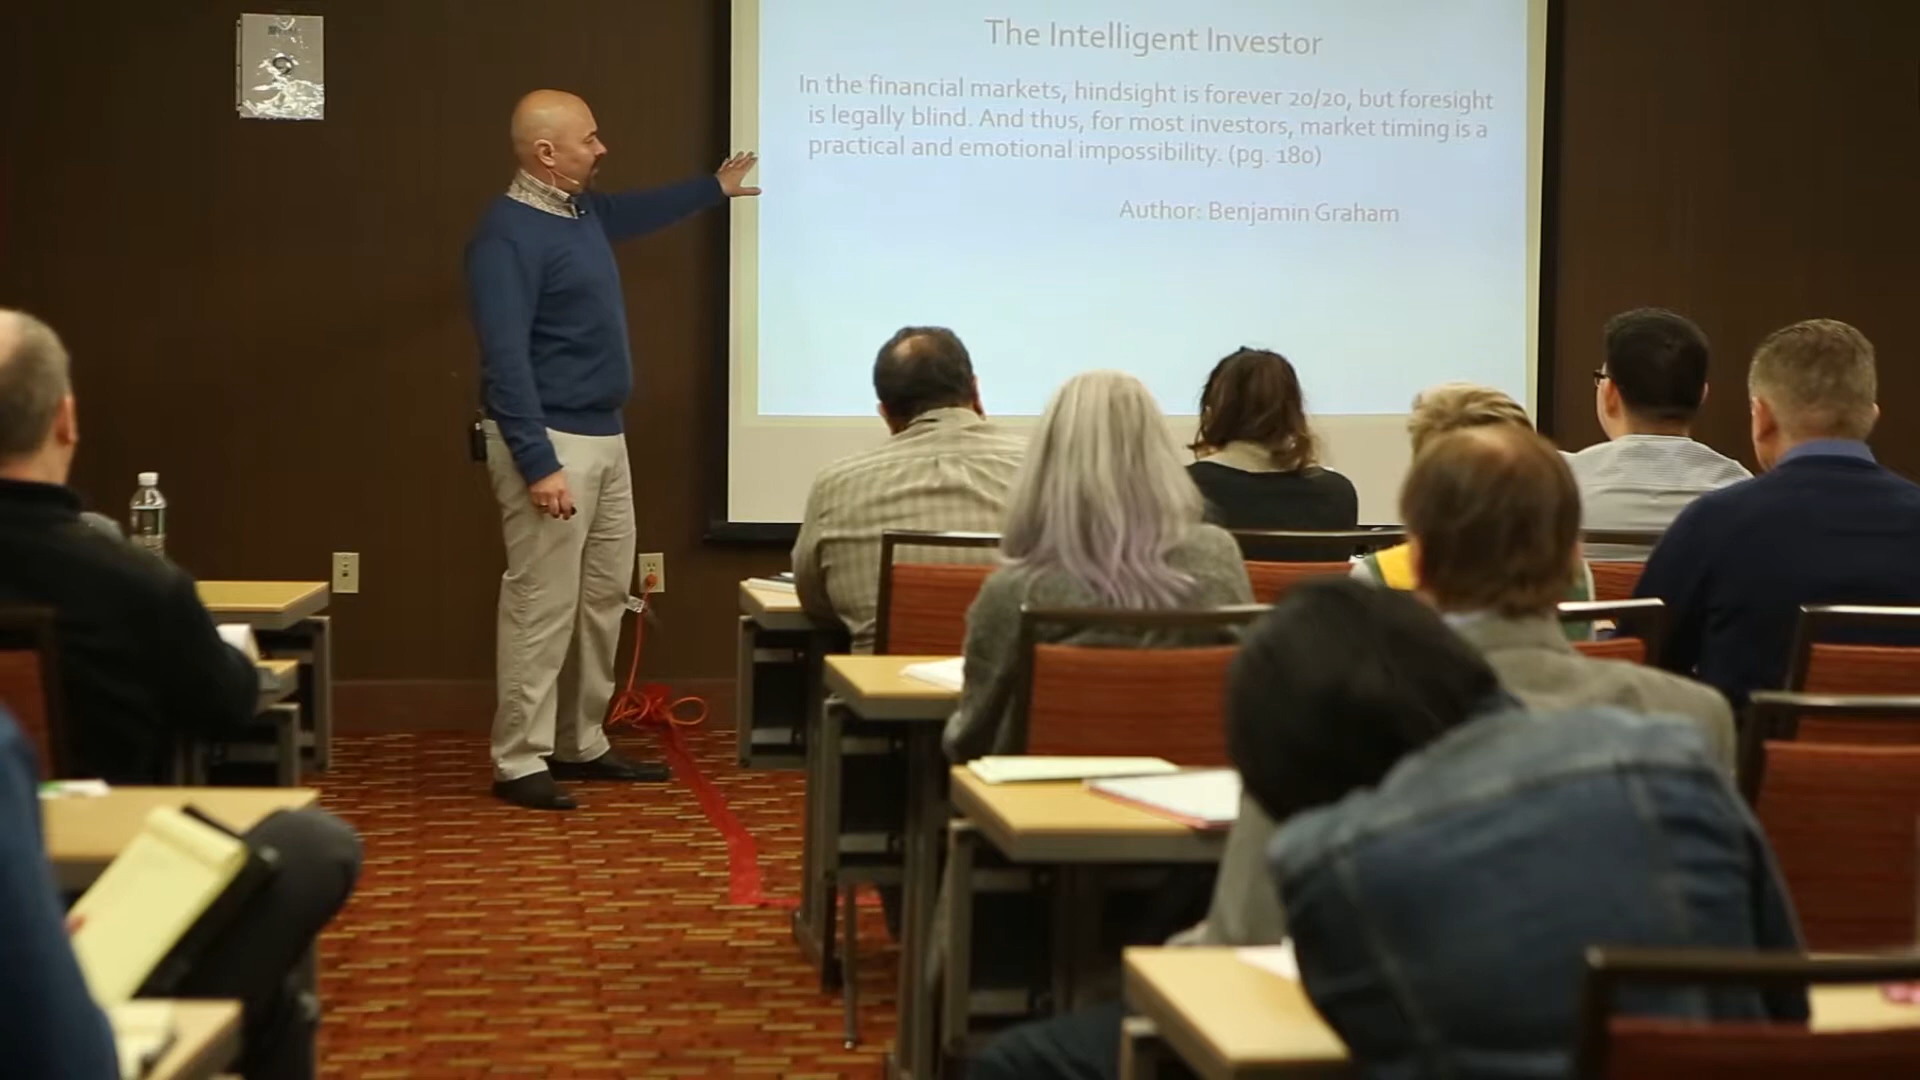 The Intelligent Investor
In the financial markets, hindsight is forever 20/20, but foresight
is legally blind. And thus, for most investors, market timing is a
practical and emotional impossibility. (pg. 180)
Author: Benjamin Graham